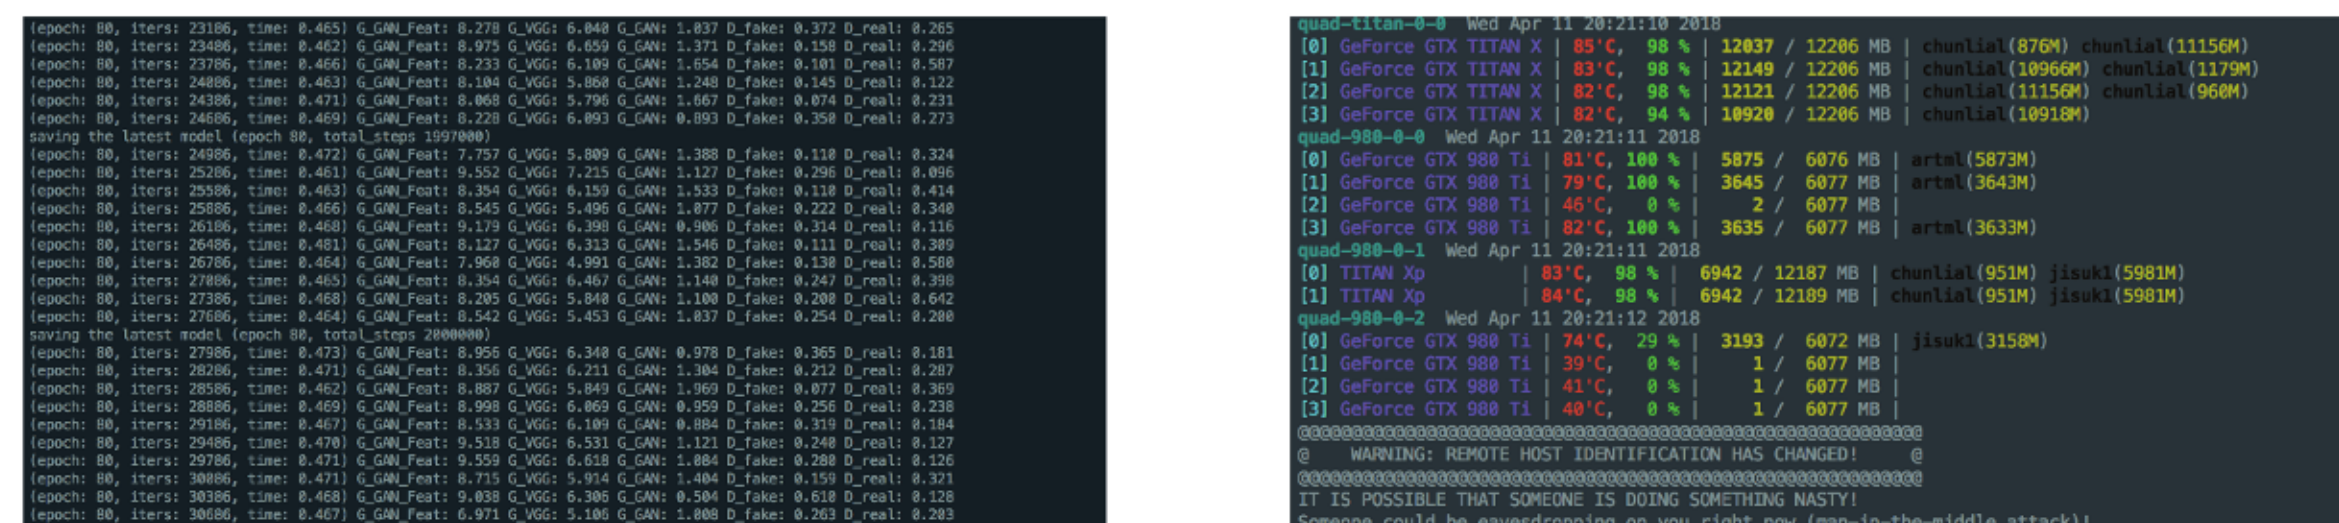 (epoch: 80, iters: 23186, time: 0.465) G_GAN_Feat: 8.278 G_VGG: 6.040 G_GAN: 1.037 D_fake: 0.372 D_real: 0.265
(epoch: 80, iters: 23486, time: 0.462) G_GAN_Feat: 8.975 G_VGG: 6.659 G_GAN: 1.371 D_fake: 0.158 D_real: 0.296
(epoch: 80, iters: 23786, time: 0.466) G_GAN_Feat: 8.233 G_VGG: 6.109 G_GAN: 1.654 D_fake: 0.101 D_real: 0.587
(epoch: 80, iters: 24086, time: 0.463) G_GAN_Feat: 8.104 G_VGG: 5.860 G_GAN: 1.248 D_fake: 0.145 D_real: 0.122
(epoch: 80, iters: 24386, time: 0.471) G_GAN_Feat: 8.068 G_VGG: 5.796 G_GAN: 1.667 D_fake: 0.074 D_real: 0.231
(epoch: 80, iters: 24686, time: 0.469) G_GAN_Feat: 8.228 G_VGG: 6.093 G_GAN: 0.893 D_fake: 0.350 D_real: 0.273
saving the latest model (epoch 80, total_steps 1997000)
(epoch: 80, iters: 24986, time: 0.472) G_GAN_Feat: 7.757 G_VGG: 5.809 G_GAN: 1.388 D_fake: 0.110 D_real: 0.324
(epoch: 80, iters: 25286, time: 0.461) G_GAN_Feat: 9.552 G_VGG: 7.215 G_GAN: 1.127 D_fake: 0.296 D_real: 0.096
(epoch: 80, iters: 25586, time: 0.463) G_GAN_Feat: 8.354 G_VGG: 6.159 G_GAN: 1.533 D_fake: 0.110 D_real: 0.414
(epoch: 80, iters: 25886, time: 0.466) G_GAN_Feat: 8.545 G_VGG: 5.496 G_GAN: 1.077 D_fake: 0.222 D_real: 0.340
(epoch: 80, iters: 26186, time: 0.468) G_GAN_Feat: 9.179 G_VGG: 6.398 G_GAN: 0.906 D_fake: 0.314 D_real: 0.116
(epoch: 80, iters: 26486, time: 0.481) G_GAN_Feat: 8.127 G_VGG: 6.313 G_GAN: 1.546 D_fake: 0.111 D_real: 0.309
(epoch: 80, iters: 26786, time: 0.464) G_GAN_Feat: 7.960 G_VGG: 4.991 G_GAN: 1.382 D_fake: 0.130 D_real: 0.580
(epoch: 80, iters: 27086, time: 0.465) G_GAN_Feat: 8.354 G_VGG: 6.467 G_GAN: 1.140 D_fake: 0.247 D_real: 0.398
(epoch: 80, iters: 27386, time: 0.468) G_GAN_Feat: 8.205 G_VGG: 5.840 G_GAN: 1.100 D_fake: 0.208 D_real: 0.642
(epoch: 80, iters: 27686, time: 0.464) G_GAN_Feat: 8.542 G_VGG: 5.453 G_GAN: 1.037 D_fake: 0.254 D_real: 0.200
saving the latest model (epoch 80, total_steps 2000000)
(epoch: 80, iters: 27986, time: 0.473) G_GAN_Feat: 8.956 G_VGG: 6.340 G_GAN: 0.978 D_fake: 0.365 D_real: 0.181
(epoch: 80, iters: 28286, time: 0.471) G_GAN_Feat: 8.356 G_VGG: 6.211 G_GAN: 1.304 D_fake: 0.212 D_real: 0.287
(epoch: 80, iters: 28586, time: 0.462) G_GAN_Feat: 8.887 G_VGG: 5.849 G_GAN: 1.969 D_fake: 0.077 D_real: 0.369
(epoch: 80, iters: 28886, time: 0.469) G_GAN_Feat: 8.998 G_VGG: 6.069 G_GAN: 0.959 D_fake: 0.256 D_real: 0.238
(epoch: 80, iters: 29186, time: 0.467) G_GAN_Feat: 8.533 G_VGG: 6.109 G_GAN: 0.884 D_fake: 0.319 D_real: 0.184
(epoch: 80, iters: 29486, time: 0.470) G_GAN_Feat: 9.518 G_VGG: 6.531 G_GAN: 1.121 D_fake: 0.240 D_real: 0.127
(epoch: 80, iters: 29786, time: 0.471) G_GAN_Feat: 9.559 G_VGG: 6.618 G_GAN: 1.084 D_fake: 0.280 D_real: 0.126
(epoch: 80, iters: 30086, time: 0.471) G_GAN_Feat: 8.715 G_VGG: 5.914 G_GAN: 1.404 D_fake: 0.159 D_real: 0.321
(epoch: 80, iters: 30386, time: 0.468) G_GAN_Feat: 9.038 G_VGG: 6.306 G_GAN: 0.504 D_fake: 0.610 D_real: 0.128
(epoch: 80, iters: 30686, time: 0.467) G_GAN_Feat: 6.971 G_VGG: 5.106 G_GAN: 1.008 D_fake: 0.263 D_real: 0.203
quad-titan-0-0 Wed Apr 11 20:21:10 2018
[0] GeForce GTX TITAN X | 85'C, 98 % | 12037 / 12206 MB | chunlial(876M) chunlial(11156M)
[1] GeForce GTX TITAN X | 83'C, 98 % | 12149 / 12206 MB | chunlial(10966M) chunlial(1179M)
[2] GeForce GTX TITAN X | 82'C, 98 % | 12121 / 12206 MB | chunlial(11156M) chunlial(960M)
[3] GeForce GTX TITAN X | 82'C, 94 % | 10920 / 12206 MB | chunlial(10918M)
quad-980-0-0 Wed Apr 11 20:21:11 2018
[0] GeForce GTX 980 Ti | 81'C, 100 % | 5875 / 6076 MB | artml(5873M)
[1] GeForce GTX 980 Ti | 79'C, 100 % | 3645 / 6077 MB | artml(3643M)
[2] GeForce GTX 980 Ti | 46'C, 0 % | 2 / 6077 MB |
[3] GeForce GTX 980 Ti | 82'C, 100 % | 3635 / 6077 MB | artml(3633M)
quad-980-0-1 Wed Apr 11 20:21:11 2018
[0] TITAN Xp | 83'C, 98 % | 6942 / 12187 MB | chunlial(951M) jisuk1(5981M)
[1] TITAN Xp | 84'C, 98 % | 6942 / 12189 MB | chunlial(951M) jisuk1(5981M)
quad-980-0-2 Wed Apr 11 20:21:12 2018
[0] GeForce GTX 980 Ti | 74'C, 29 % | 3193 / 6072 MB | jisuk1(3158M)
[1] GeForce GTX 980 Ti | 39'C, 0 % | 1 / 6077 MB |
[2] GeForce GTX 980 Ti | 41'C, 0 % | 1 / 6077 MB |
[3] GeForce GTX 980 Ti | 40'C, 0 % | 1 / 6077 MB |
@@@@@@@@@@@@@@@@@@@@@@@@@@@@@@@@@@@@@@@@@@@@@@@@@@@@@@@@@@@
@ WARNING: REMOTE HOST IDENTIFICATION HAS CHANGED! @
@@@@@@@@@@@@@@@@@@@@@@@@@@@@@@@@@@@@@@@@@@@@@@@@@@@@@@@@@@@
IT IS POSSIBLE THAT SOMEONE IS DOING SOMETHING NASTY!
Someone could be eavesdropping on you right now (man-in-the-middle attack)!